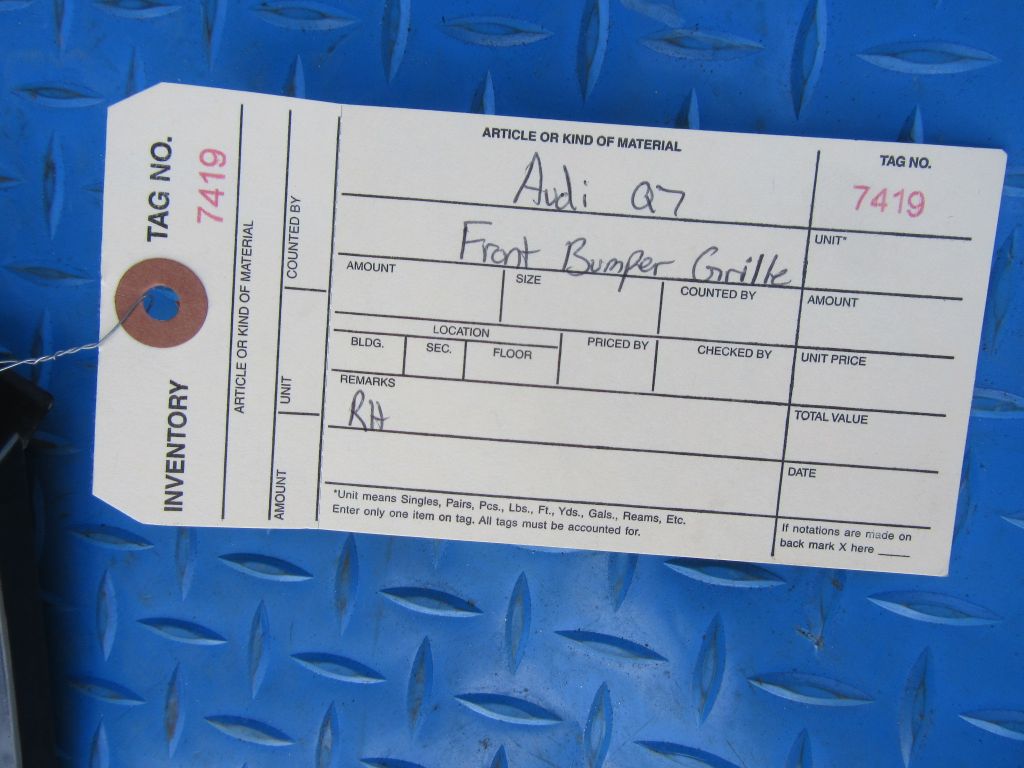 INVENTORY TAG NO.
7419
ARTICLE OR KIND OF MATERIAL
AMOUNT UNIT COUNTED BY
ARTICLE OR KIND OF MATERIAL
Audi Q7
Front Bumper Grille
TAG NO.
7419
UNIT*
AMOUNT SIZE COUNTED BY
AMOUNT
LOCATION
BLDG. SEC. FLOOR PRICED BY CHECKED BY
UNIT PRICE
REMARKS
RH
TOTAL VALUE
DATE
*Unit means Singles, Pairs, Pcs., Lbs., Ft., Yds., Gals., Reams, Etc.
Enter only one item on tag. All tags must be accounted for.
If notations are made on
back mark X here _____